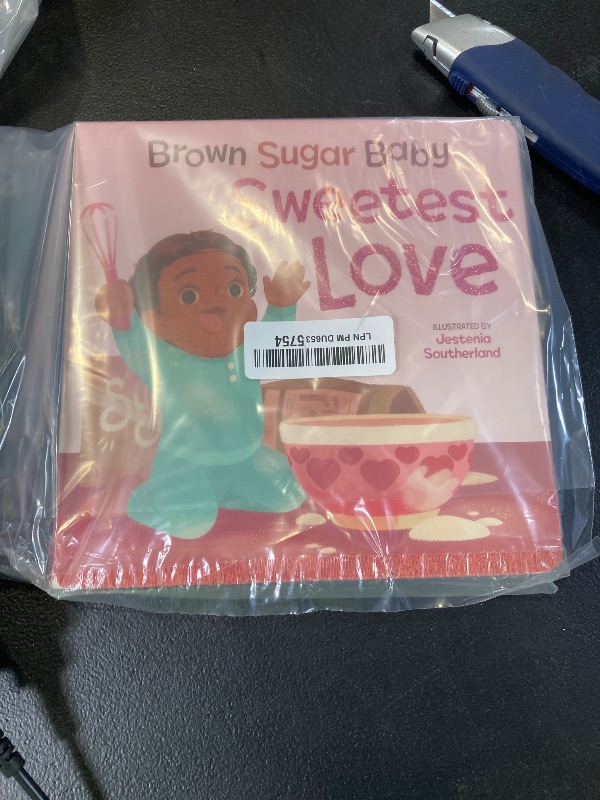 Brown Sugar Baby
Sweetest
Love
ILLUSTRATED BY
Jestenia
Southerland
LPN PM DU6535754